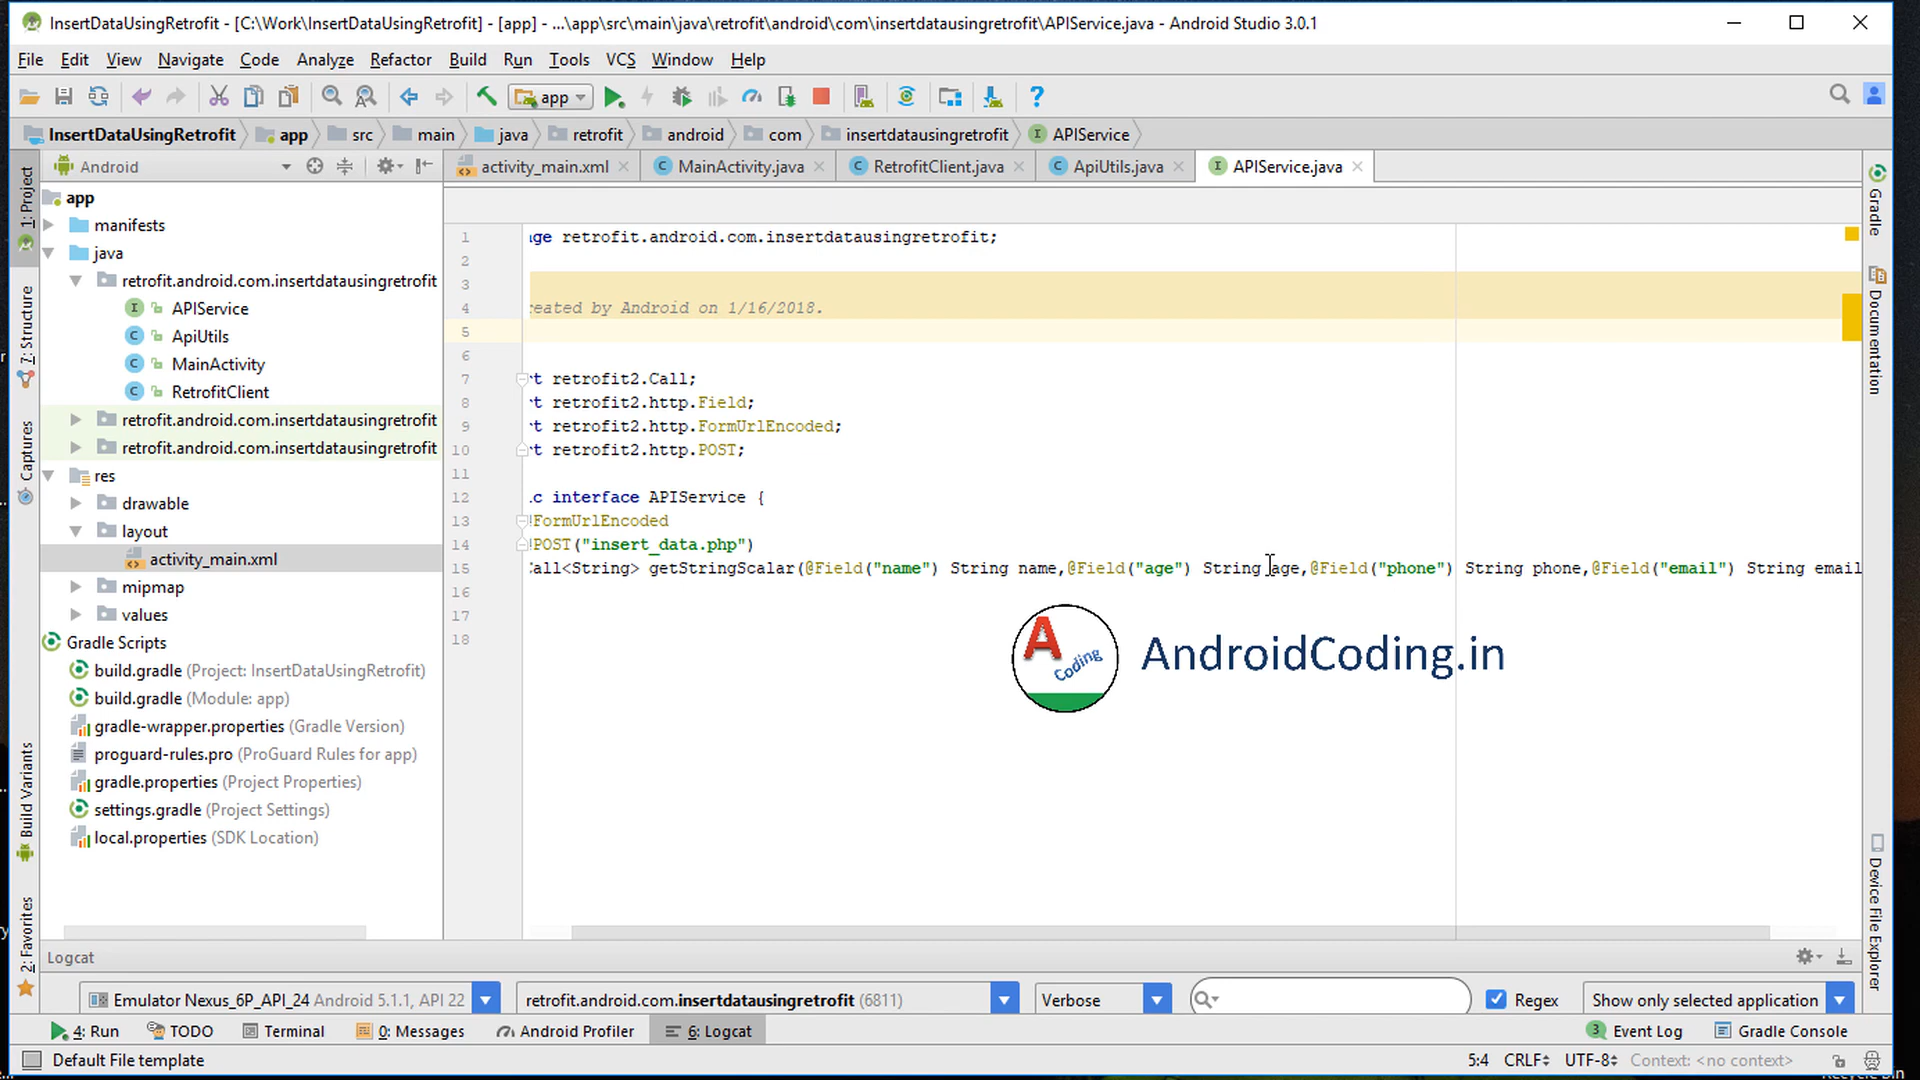 InsertDataUsingRetrofit - [C:\Work\InsertDataUsingRetrofit] - [app] - ...\app\src\main\java\retrofit\android\com\insertdatausingretrofit\APIService.java - Android Studio 3.0.1
File Edit View Navigate Code Analyze Refactor Build Run Tools VCS Window Help
app
InsertDataUsingRetrofit app src main java retrofit android com insertdatausingretrofit APIService
Android
activity_main.xml MainActivity.java RetrofitClient.java ApiUtils.java APIService.java
1: Project
7: Structure
Captures
Build Variants
2: Favorites
app
manifests
java
retrofit.android.com.insertdatausingretrofit
APIService
ApiUtils
MainActivity
RetrofitClient
retrofit.android.com.insertdatausingretrofit
retrofit.android.com.insertdatausingretrofit
res
drawable
layout
activity_main.xml
mipmap
values
Gradle Scripts
build.gradle (Project: InsertDataUsingRetrofit)
build.gradle (Module: app)
gradle-wrapper.properties (Gradle Version)
proguard-rules.pro (ProGuard Rules for app)
gradle.properties (Project Properties)
settings.gradle (Project Settings)
local.properties (SDK Location)
1 age retrofit.android.com.insertdatausingretrofit;
2
3
4 reated by Android on 1/16/2018.
5
6
7 rt retrofit2.Call;
8 rt retrofit2.http.Field;
9 rt retrofit2.http.FormUrlEncoded;
10 rt retrofit2.http.POST;
11
12 ic interface APIService {
13 @FormUrlEncoded
14 @POST("insert_data.php")
15 Call<String> getStringScalar(@Field("name") String name,@Field("age") String age,@Field("phone") String phone,@Field("email") String email
16
17
18
A Coding
AndroidCoding.in
Gradle
Documentation
Device File Explorer
Logcat
Emulator Nexus_6P_API_24 Android 5.1.1, API 22
retrofit.android.com.insertdatausingretrofit (6811)
Verbose
Regex
Show only selected application
4: Run TODO Terminal 0: Messages Android Profiler 6: Logcat
3 Event Log Gradle Console
Default File template
5:4 CRLF UTF-8 Context: <no context>